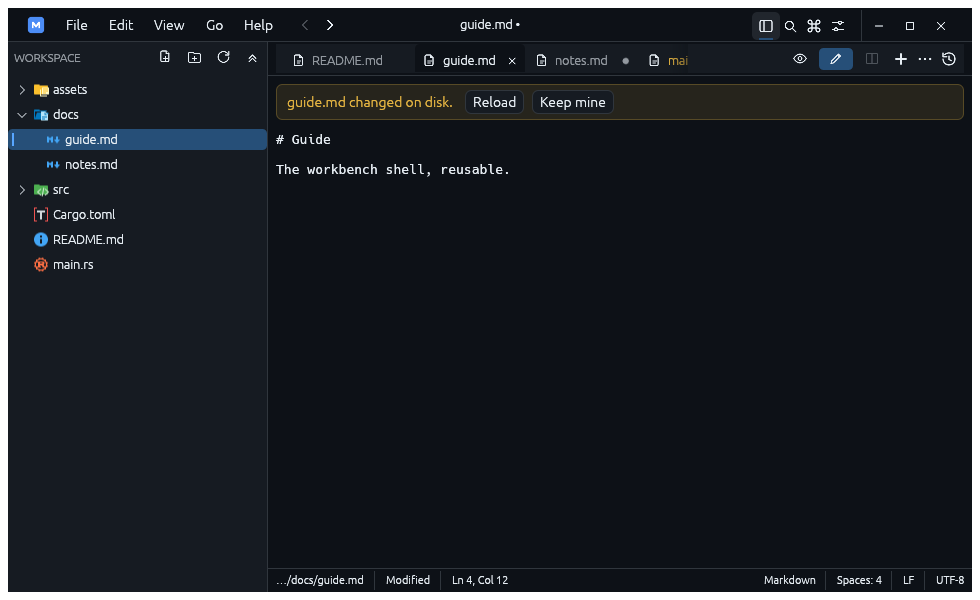 M File Edit View Go Help guide.md •
WORKSPACE
README.md guide.md notes.md mai
assets
docs
guide.md
notes.md
src
Cargo.toml
README.md
main.rs
guide.md changed on disk. Reload Keep mine
# Guide
The workbench shell, reusable.
…/docs/guide.md Modified Ln 4, Col 12 Markdown Spaces: 4 LF UTF-8